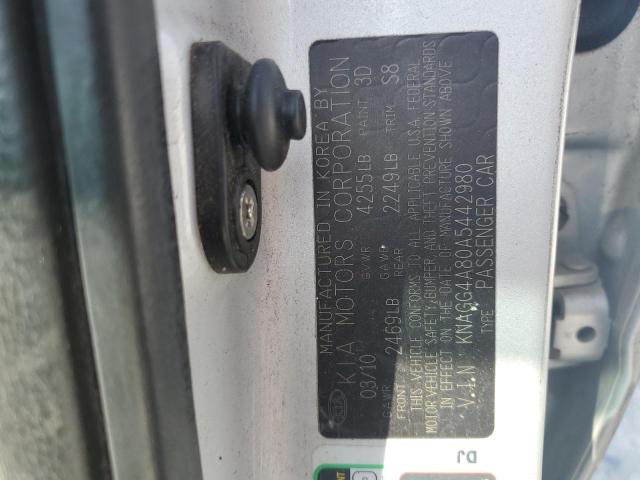 MANUFACTURED IN KOREA BY
KIA MOTORS CORPORATION
03/10 GVWR 4255LB PAINT 3D
GAWR FRONT 2469LB GAWR REAR 2249LB TRIM S8
THIS VEHICLE CONFORMS TO ALL APPLICABLE U.S.A. FEDERAL
MOTOR VEHICLE SAFETY, BUMPER, AND THEFT PREVENTION STANDARDS
IN EFFECT ON THE DATE OF MANUFACTURE SHOWN ABOVE
V.I.N KNAGG4A80A5442980
TYPE PASSENGER CAR
KIA
DJ